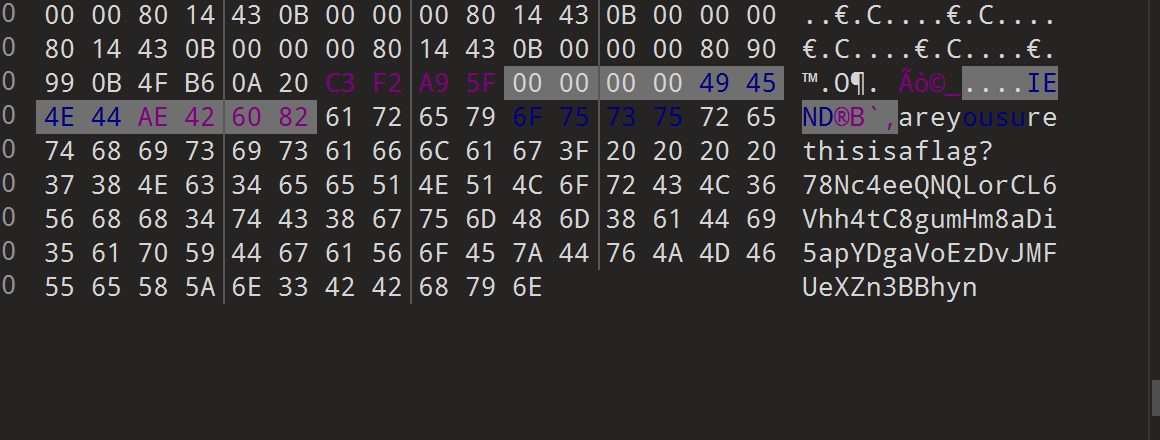 0 00 00 80 14 43 0B 00 00 00 80 14 43 0B 00 00 00 ..€.C....€.C....
0 80 14 43 0B 00 00 00 80 14 43 0B 00 00 00 80 90 €.C....€.C....€.
0 99 0B 4F B6 0A 20 C3 F2 A9 5F 00 00 00 00 49 45 ™.O¶. Ãò©_....IE
0 4E 44 AE 42 60 82 61 72 65 79 6F 75 73 75 72 65 ND®B`‚areyousure
0 74 68 69 73 69 73 61 66 6C 61 67 3F 20 20 20 20 thisisaflag?
0 37 38 4E 63 34 65 65 51 4E 51 4C 6F 72 43 4C 36 78Nc4eeQNQLorCL6
0 56 68 68 34 74 43 38 67 75 6D 48 6D 38 61 44 69 Vhh4tC8gumHm8aDi
0 35 61 70 59 44 67 61 56 6F 45 7A 44 76 4A 4D 46 5apYDgaVoEzDvJMF
0 55 65 58 5A 6E 33 42 42 68 79 6E UeXZn3BBhyn